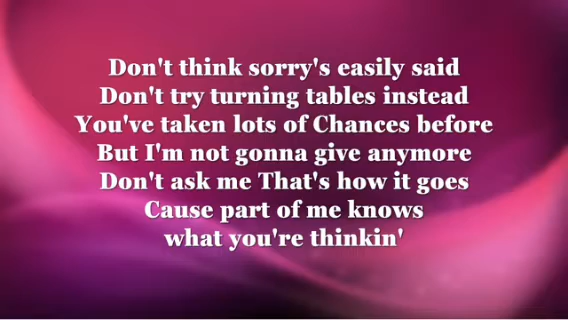 Don't think sorry's easily said
Don't try turning tables instead
You've taken lots of Chances before
But I'm not gonna give anymore
Don't ask me That's how it goes
Cause part of me knows
what you're thinkin'